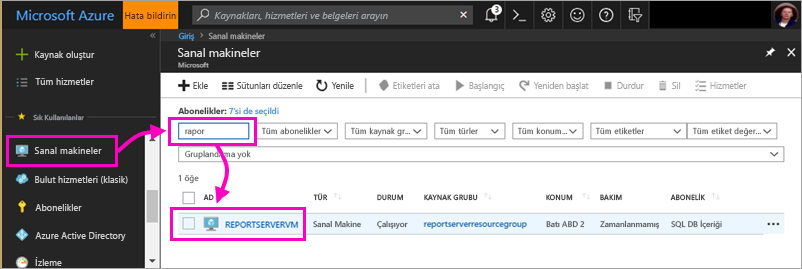 Microsoft Azure Hata bildirin Kaynakları, hizmetleri ve belgeleri arayın 3
Kaynak oluştur
Tüm hizmetler
Sık Kullanılanlar
Sanal makineler
Bulut hizmetleri (klasik)
Abonelikler
Azure Active Directory
İzleme
Giriş > Sanal makineler
Sanal makineler
Microsoft
Ekle Sütunları düzenle Yenile Etiketleri ata Başlangıç Yeniden başlat Durdur Sil Hizmetler
Abonelikler: 7'si de seçildi
rapor Tüm abonelikler Tüm kaynak gr... Tüm türler Tüm konum... Tüm etiketler Tüm etiket değer...
Gruplandırma yok
1 öğe
AD TÜR DURUM KAYNAK GRUBU KONUM BAKIM ABONELİK
REPORTSERVERVM Sanal Makine Çalışıyor reportserverresourcegroup Batı ABD 2 Zamanlanmamış SQL DB İçeriği